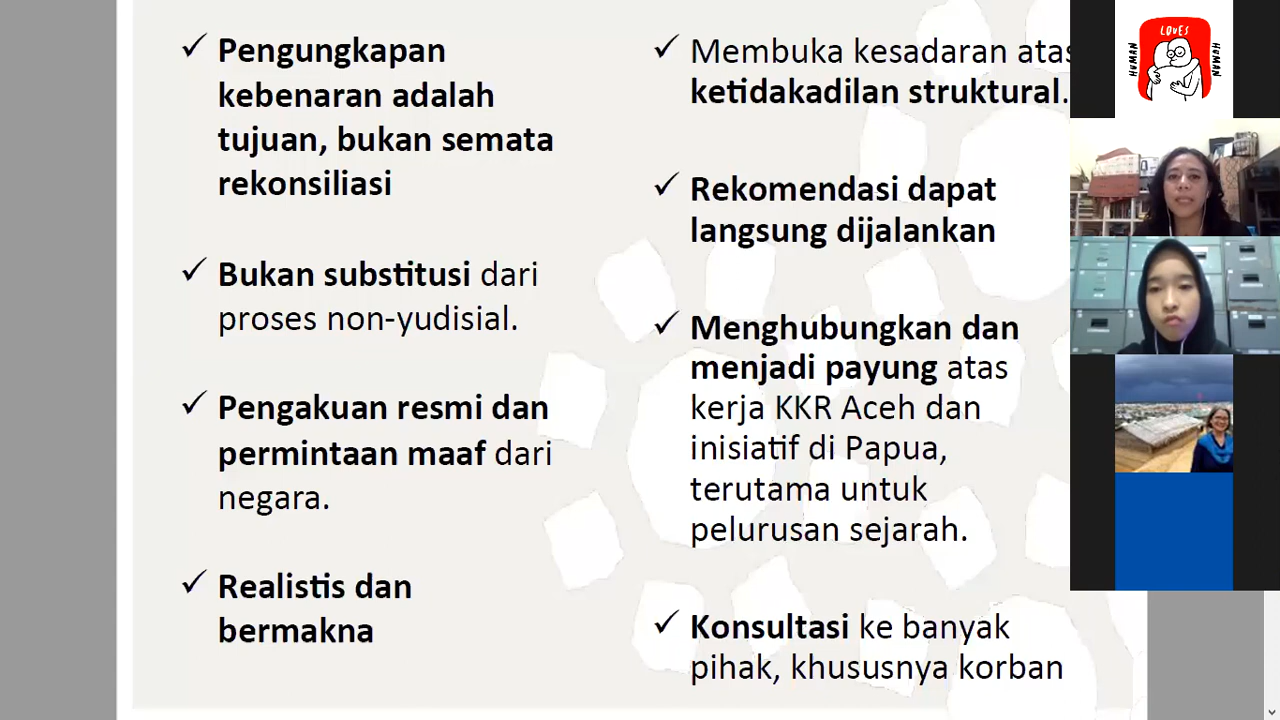 ✓ Pengungkapan
kebenaran adalah
tujuan, bukan semata
rekonsiliasi
✓ Bukan substitusi dari
proses non-yudisial.
✓ Pengakuan resmi dan
permintaan maaf dari
negara.
✓ Realistis dan
bermakna
✓ Membuka kesadaran atas
ketidakadilan struktural.
✓ Rekomendasi dapat
langsung dijalankan
✓ Menghubungkan dan
menjadi payung atas
kerja KKR Aceh dan
inisiatif di Papua,
terutama untuk
pelurusan sejarah.
✓ Konsultasi ke banyak
pihak, khususnya korban
HUMAN
LOVES
HUMAN